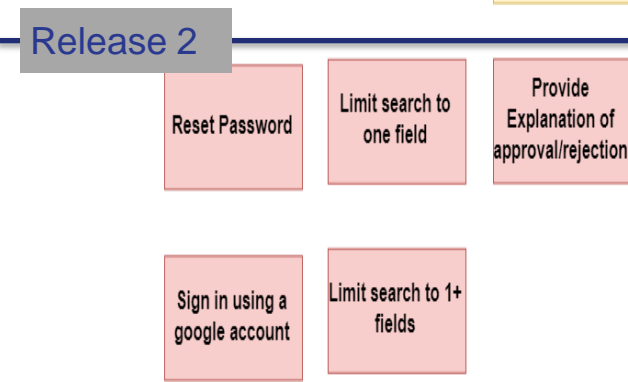 Release 2
Reset Password
Limit search to
one field
Provide
Explanation of
approval/rejection
Sign in using a
google account
Limit search to 1+
fields